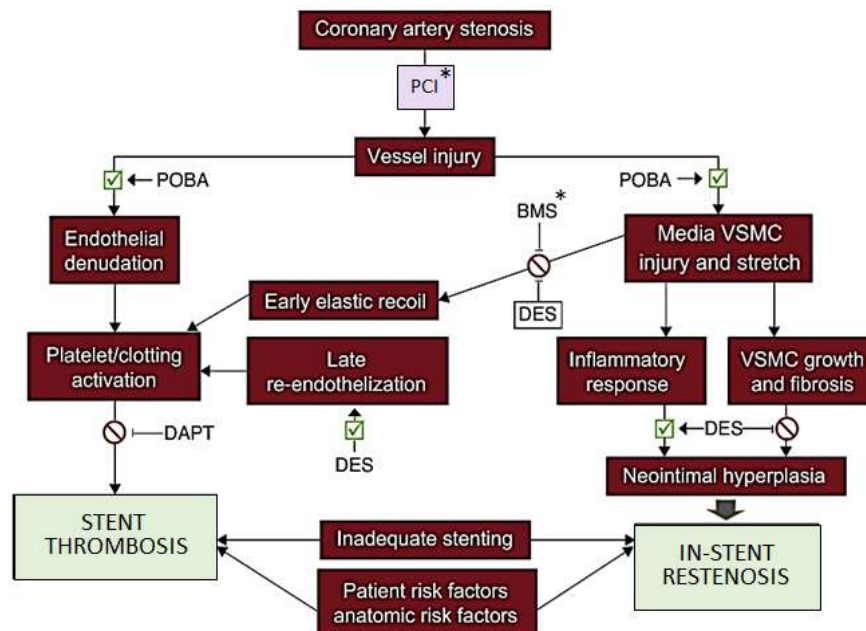 Coronary artery stenosis
PCI*
Vessel injury
POBA
POBA
BMS*
Endothelial
denudation
Media VSMC
injury and stretch
Early elastic recoil
DES
Platelet/clotting
activation
Late
re-endothelization
Inflammatory
response
VSMC growth
and fibrosis
DAPT
DES
DES
Neointimal hyperplasia
STENT
THROMBOSIS
Inadequate stenting
IN-STENT
RESTENOSIS
Patient risk factors
anatomic risk factors